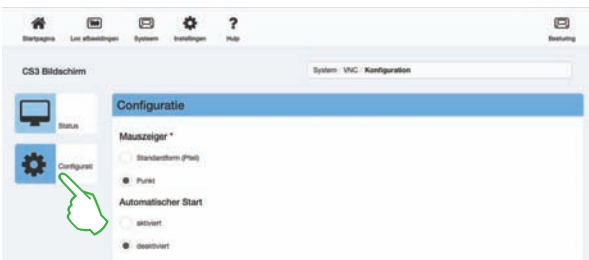 Startpagina Loc afbeeldingen Systeem Instellingen Hulp Besturing
CS3 Bildschirm System VNC Konfiguration
Status
Configurati
Configuratie
Mauszeiger *
Standardform (Pfeil)
Punkt
Automatischer Start
aktiviert
deaktiviert